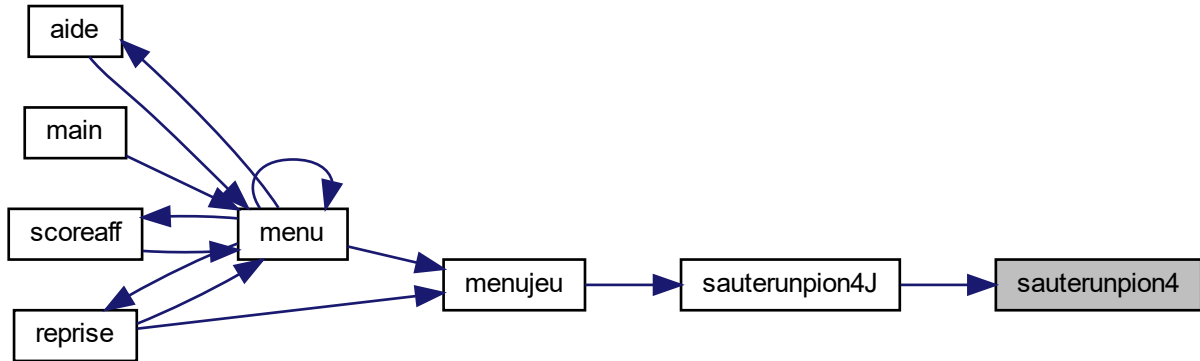 aide
main
scoreaff
menu
menujeu
sauterunpion4J
sauterunpion4
reprise